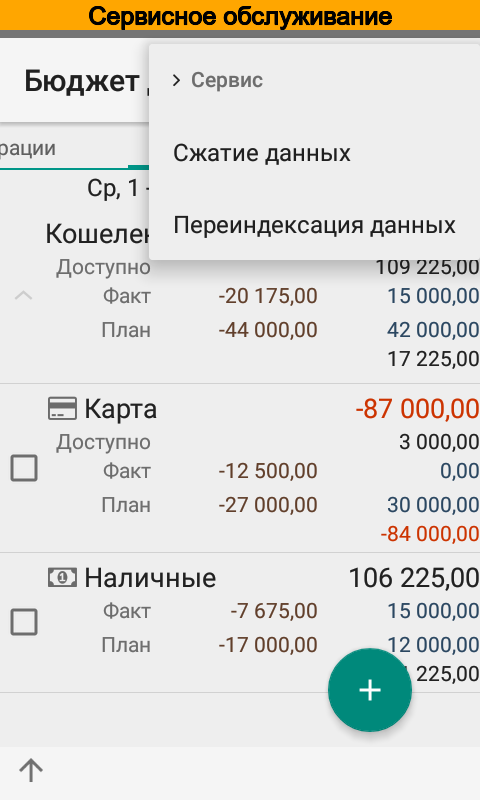 Сервисное обслуживание
Бюджет
Сервис
рации
Сжатие данных
Ср, 1
Переиндексация данных
Кошелек
Доступно 109 225,00
Факт -20 175,00 15 000,00
План -44 000,00 42 000,00
17 225,00
Карта -87 000,00
Доступно 3 000,00
Факт -12 500,00 0,00
План -27 000,00 30 000,00
-84 000,00
Наличные 106 225,00
Факт -7 675,00 15 000,00
План -17 000,00 12 000,00
225,00